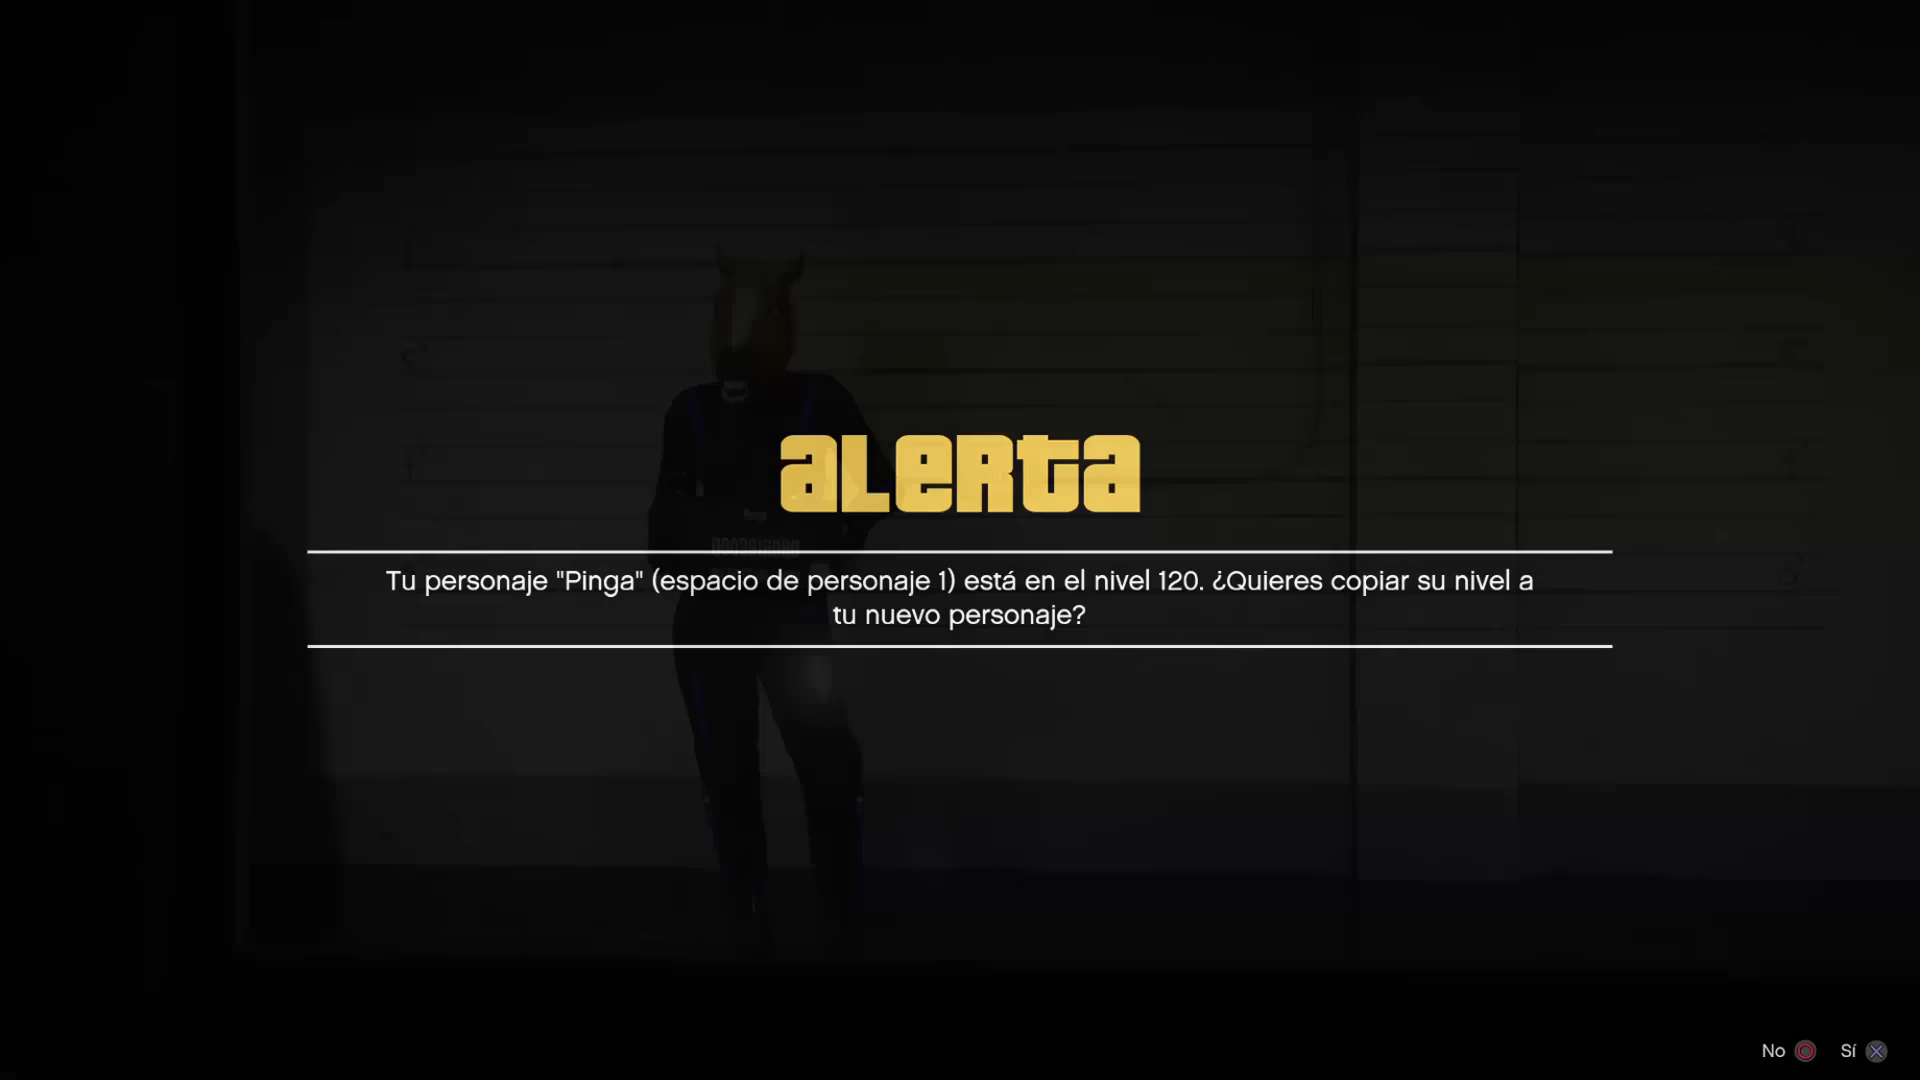 aLeRta
Tu personaje "Pinga" (espacio de personaje 1) está en el nivel 120. ¿Quieres copiar su nivel a
tu nuevo personaje?
No Sí